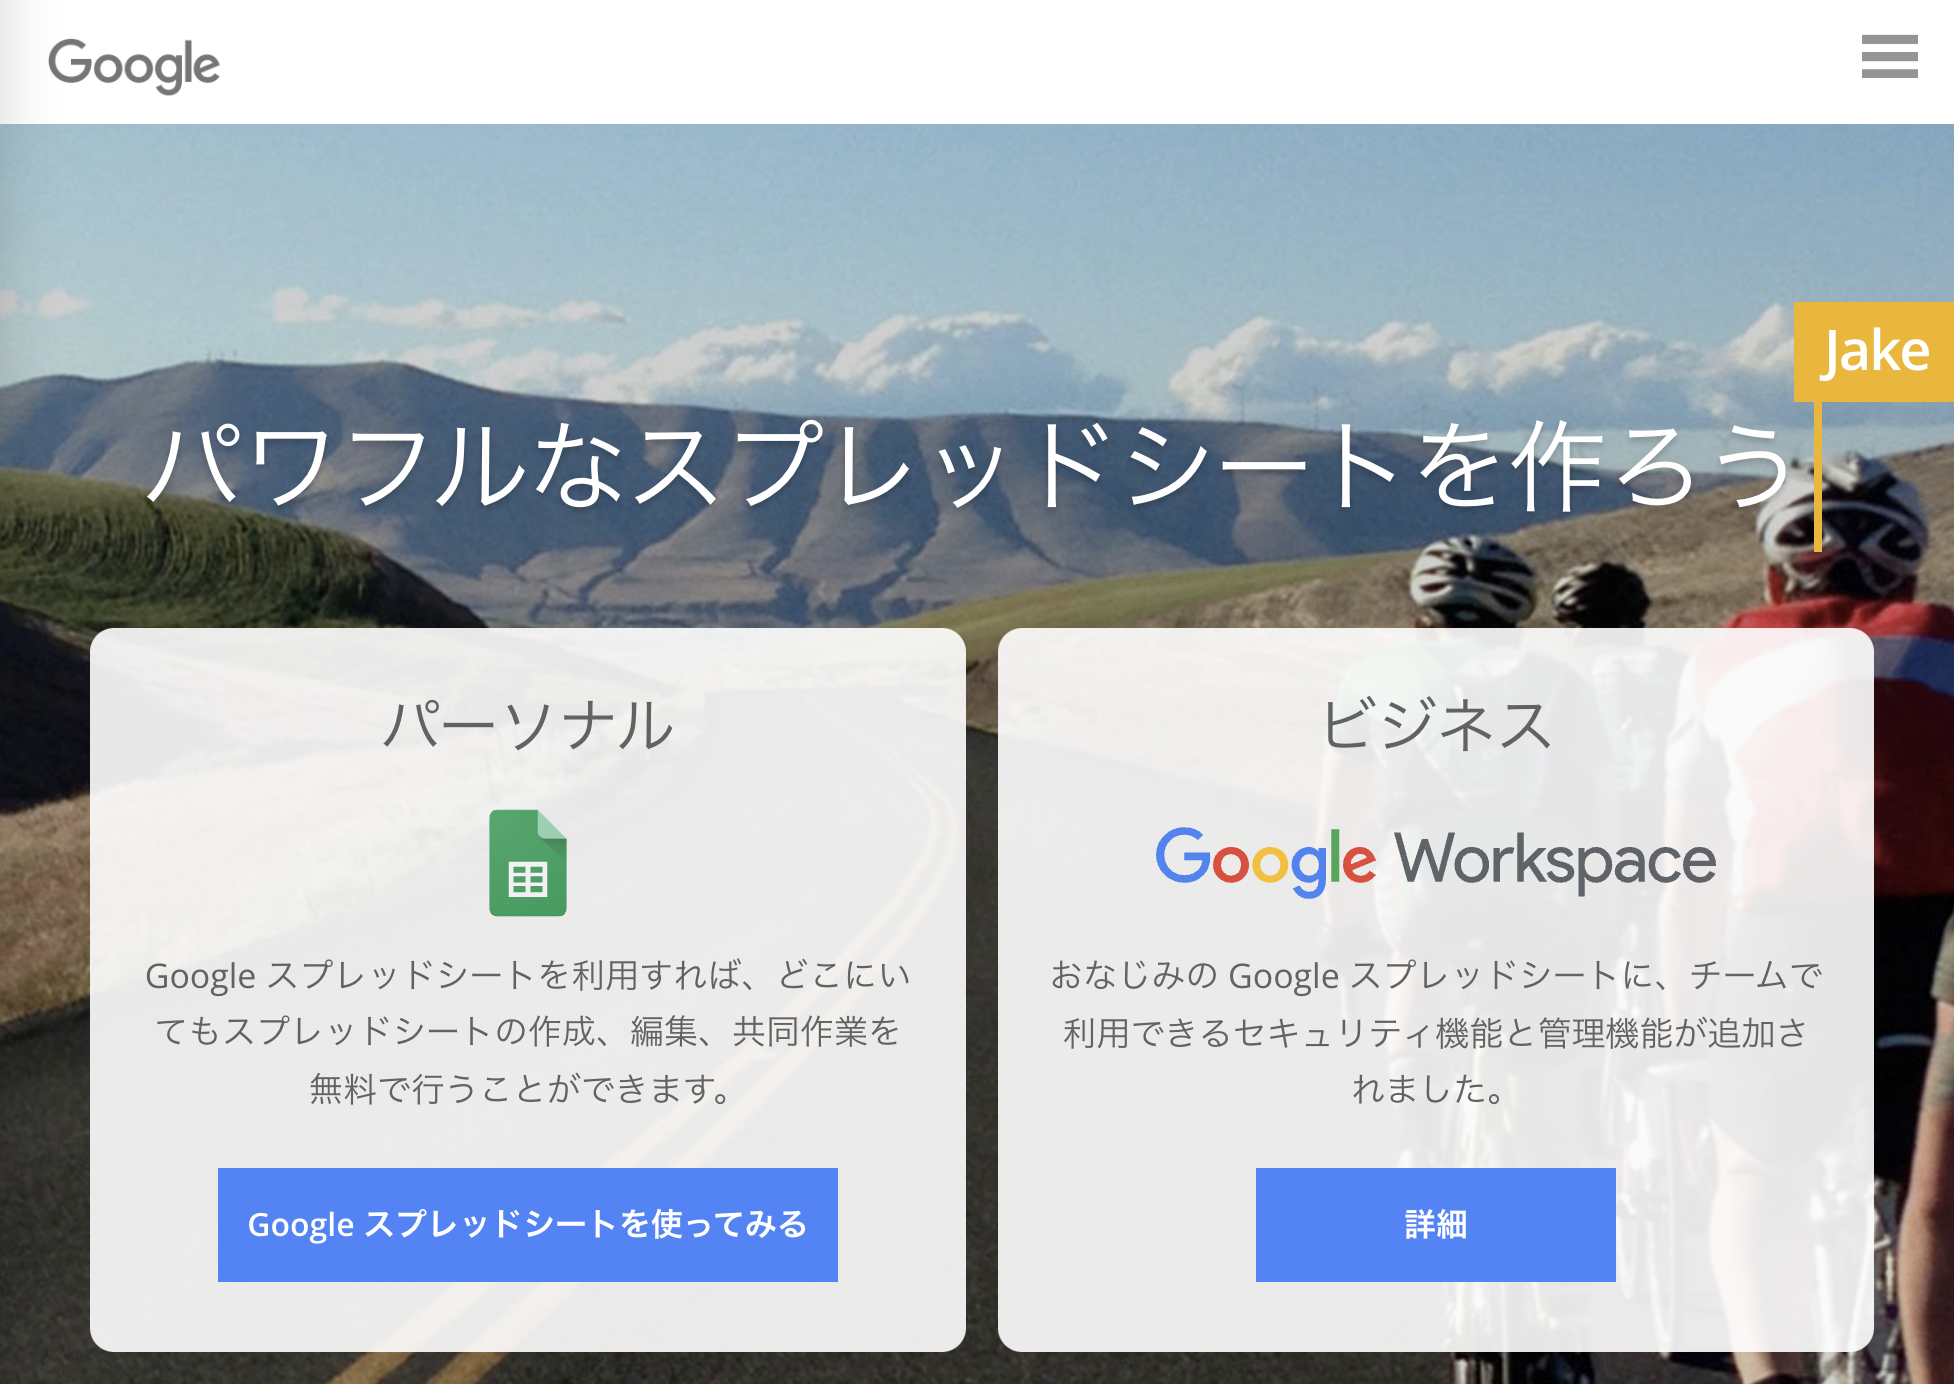 Google
Jake
パワフルなスプレッドシートを作ろう
パーソナル
Google スプレッドシートを利用すれば、どこにい
てもスプレッドシートの作成、編集、共同作業を
無料で行うことができます。
Google スプレッドシートを使ってみる
ビジネス
Google Workspace
おなじみの Google スプレッドシートに、チームで
利用できるセキュリティ機能と管理機能が追加さ
れました。
詳細